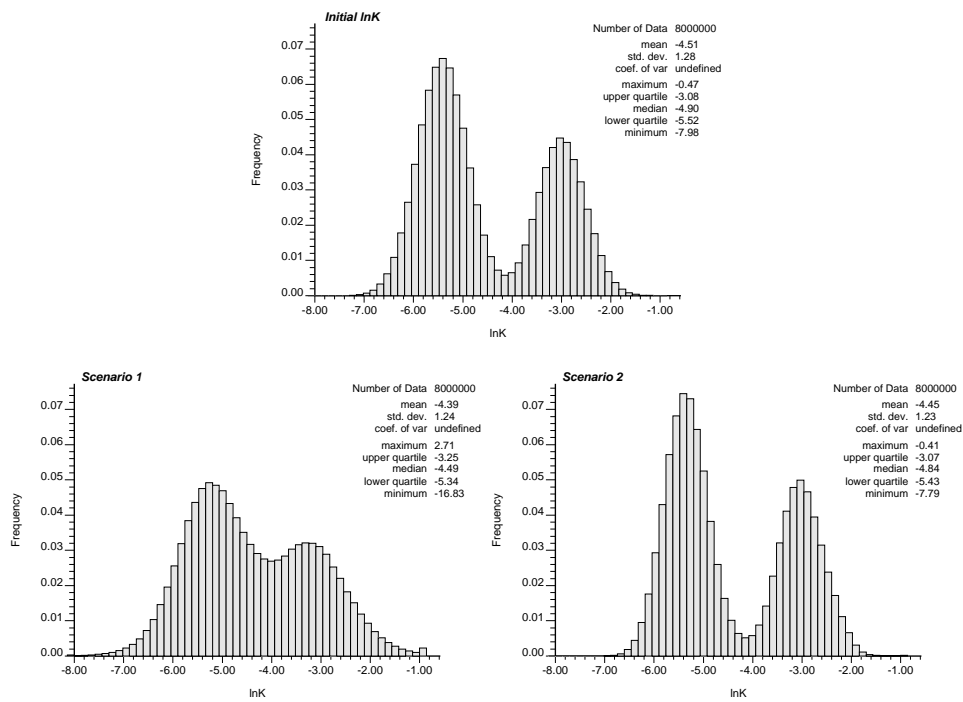 Initial lnK
Number of Data 8000000
mean -4.51
std. dev. 1.28
coef. of var undefined
maximum -0.47
upper quartile -3.08
median -4.90
lower quartile -5.52
minimum -7.98
Frequency
0.07
0.06
0.05
0.04
0.03
0.02
0.01
0.00
-8.00 -7.00 -6.00 -5.00 -4.00 -3.00 -2.00 -1.00
lnK
Scenario 1
Number of Data 8000000
mean -4.39
std. dev. 1.24
coef. of var undefined
maximum 2.71
upper quartile -3.25
median -4.49
lower quartile -5.34
minimum -16.83
Frequency
0.07
0.06
0.05
0.04
0.03
0.02
0.01
0.00
-8.00 -7.00 -6.00 -5.00 -4.00 -3.00 -2.00 -1.00
lnK
Scenario 2
Number of Data 8000000
mean -4.45
std. dev. 1.23
coef. of var undefined
maximum -0.41
upper quartile -3.07
median -4.84
lower quartile -5.43
minimum -7.79
Frequency
0.07
0.06
0.05
0.04
0.03
0.02
0.01
0.00
-8.00 -7.00 -6.00 -5.00 -4.00 -3.00 -2.00 -1.00
lnK